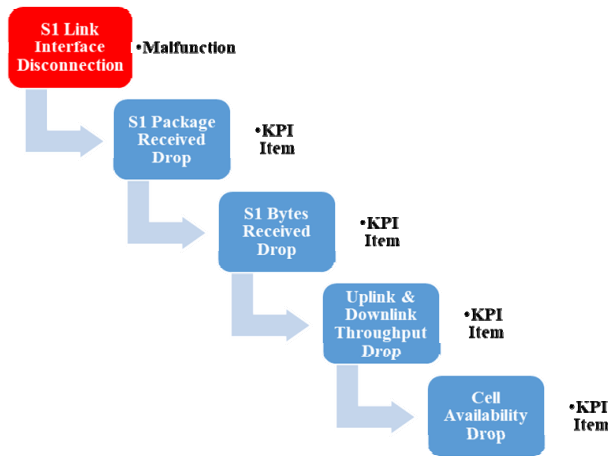 S1 Link
Interface
Disconnection
•Malfunction
S1 Package
Received
Drop
•KPI
Item
S1 Bytes
Received
Drop
•KPI
Item
Uplink &
Downlink
Throughput
Drop
•KPI
Item
Cell
Availability
Drop
•KPI
Item